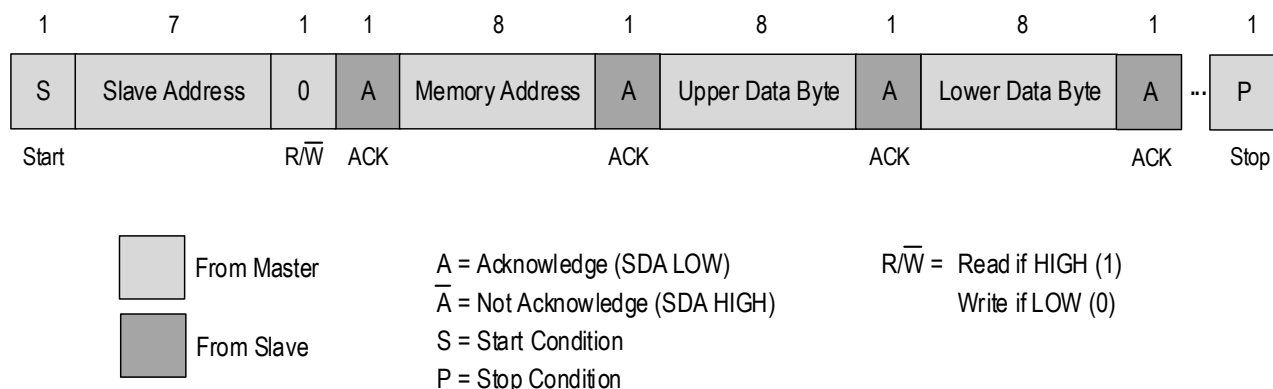 1 7 1 1 8 1 8 1 8 1 1
S Slave Address 0 A Memory Address A Upper Data Byte A Lower Data Byte A ... P
Start R/W̅ ACK ACK ACK ACK Stop
From Master
From Slave
A = Acknowledge (SDA LOW)
A̅ = Not Acknowledge (SDA HIGH)
S = Start Condition
P = Stop Condition
R/W̅ = Read if HIGH (1)
Write if LOW (0)